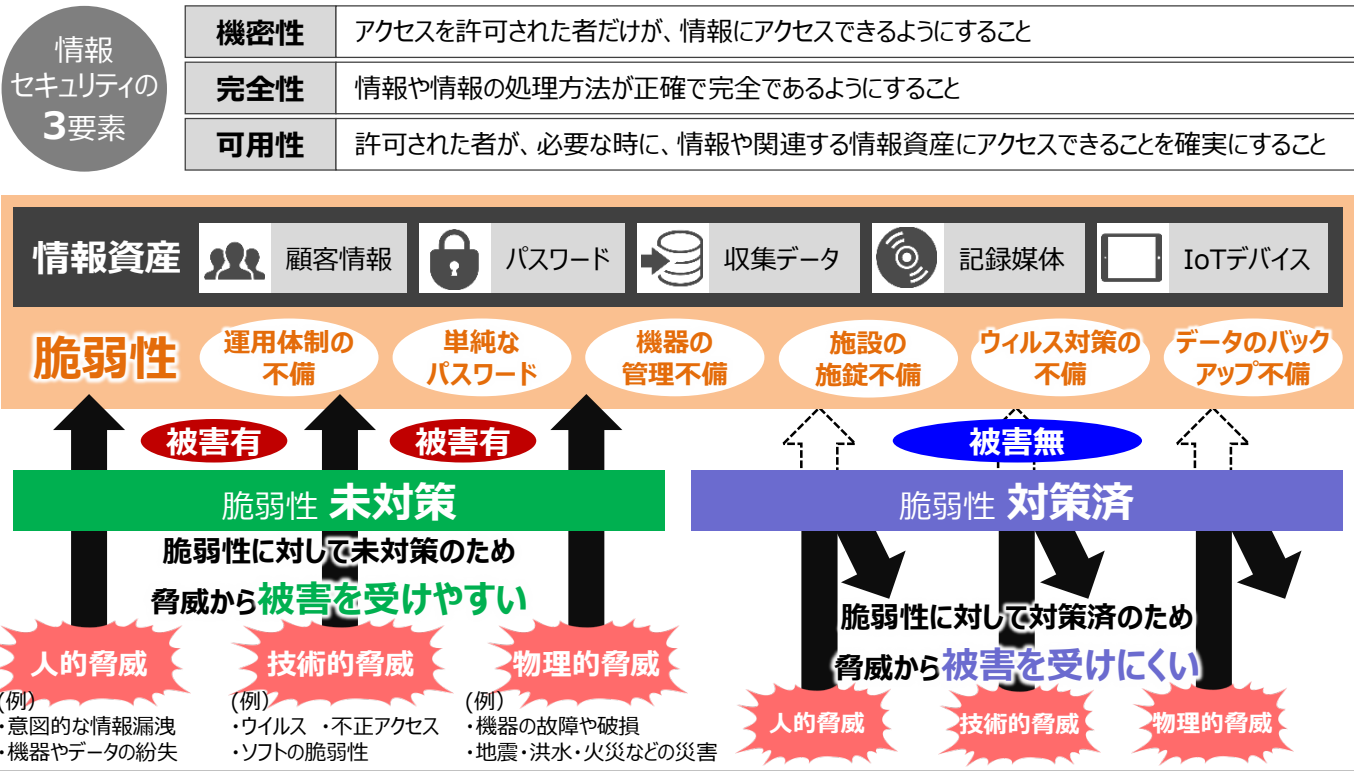 情報
セキュリティの
3要素
機密性
アクセスを許可された者だけが、情報にアクセスできるようにすること
完全性
情報や情報の処理方法が正確で完全であるようにすること
可用性
許可された者が、必要な時に、情報や関連する情報資産にアクセスできることを確実にすること
情報資産
顧客情報
パスワード
収集データ
記録媒体
IoTデバイス
脆弱性
運用体制の
不備
単純な
パスワード
機器の
管理不備
施設の
施錠不備
ウィルス対策の
不備
データのバック
アップ不備
被害有
被害有
被害無
脆弱性 未対策
脆弱性 対策済
脆弱性に対して未対策のため
脅威から被害を受けやすい
脆弱性に対して対策済のため
脅威から被害を受けにくい
人的脅威
(例)
・意図的な情報漏洩
・機器やデータの紛失
技術的脅威
(例)
・ウイルス ・不正アクセス
・ソフトの脆弱性
物理的脅威
(例)
・機器の故障や破損
・地震・洪水・火災などの災害
人的脅威
技術的脅威
物理的脅威